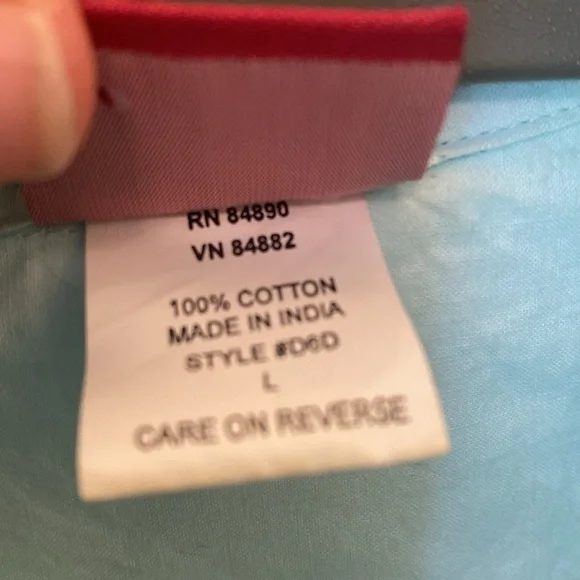 RN 84890
VN 84882
100% COTTON
MADE IN INDIA
STYLE #D6D
L
CARE ON REVERSE